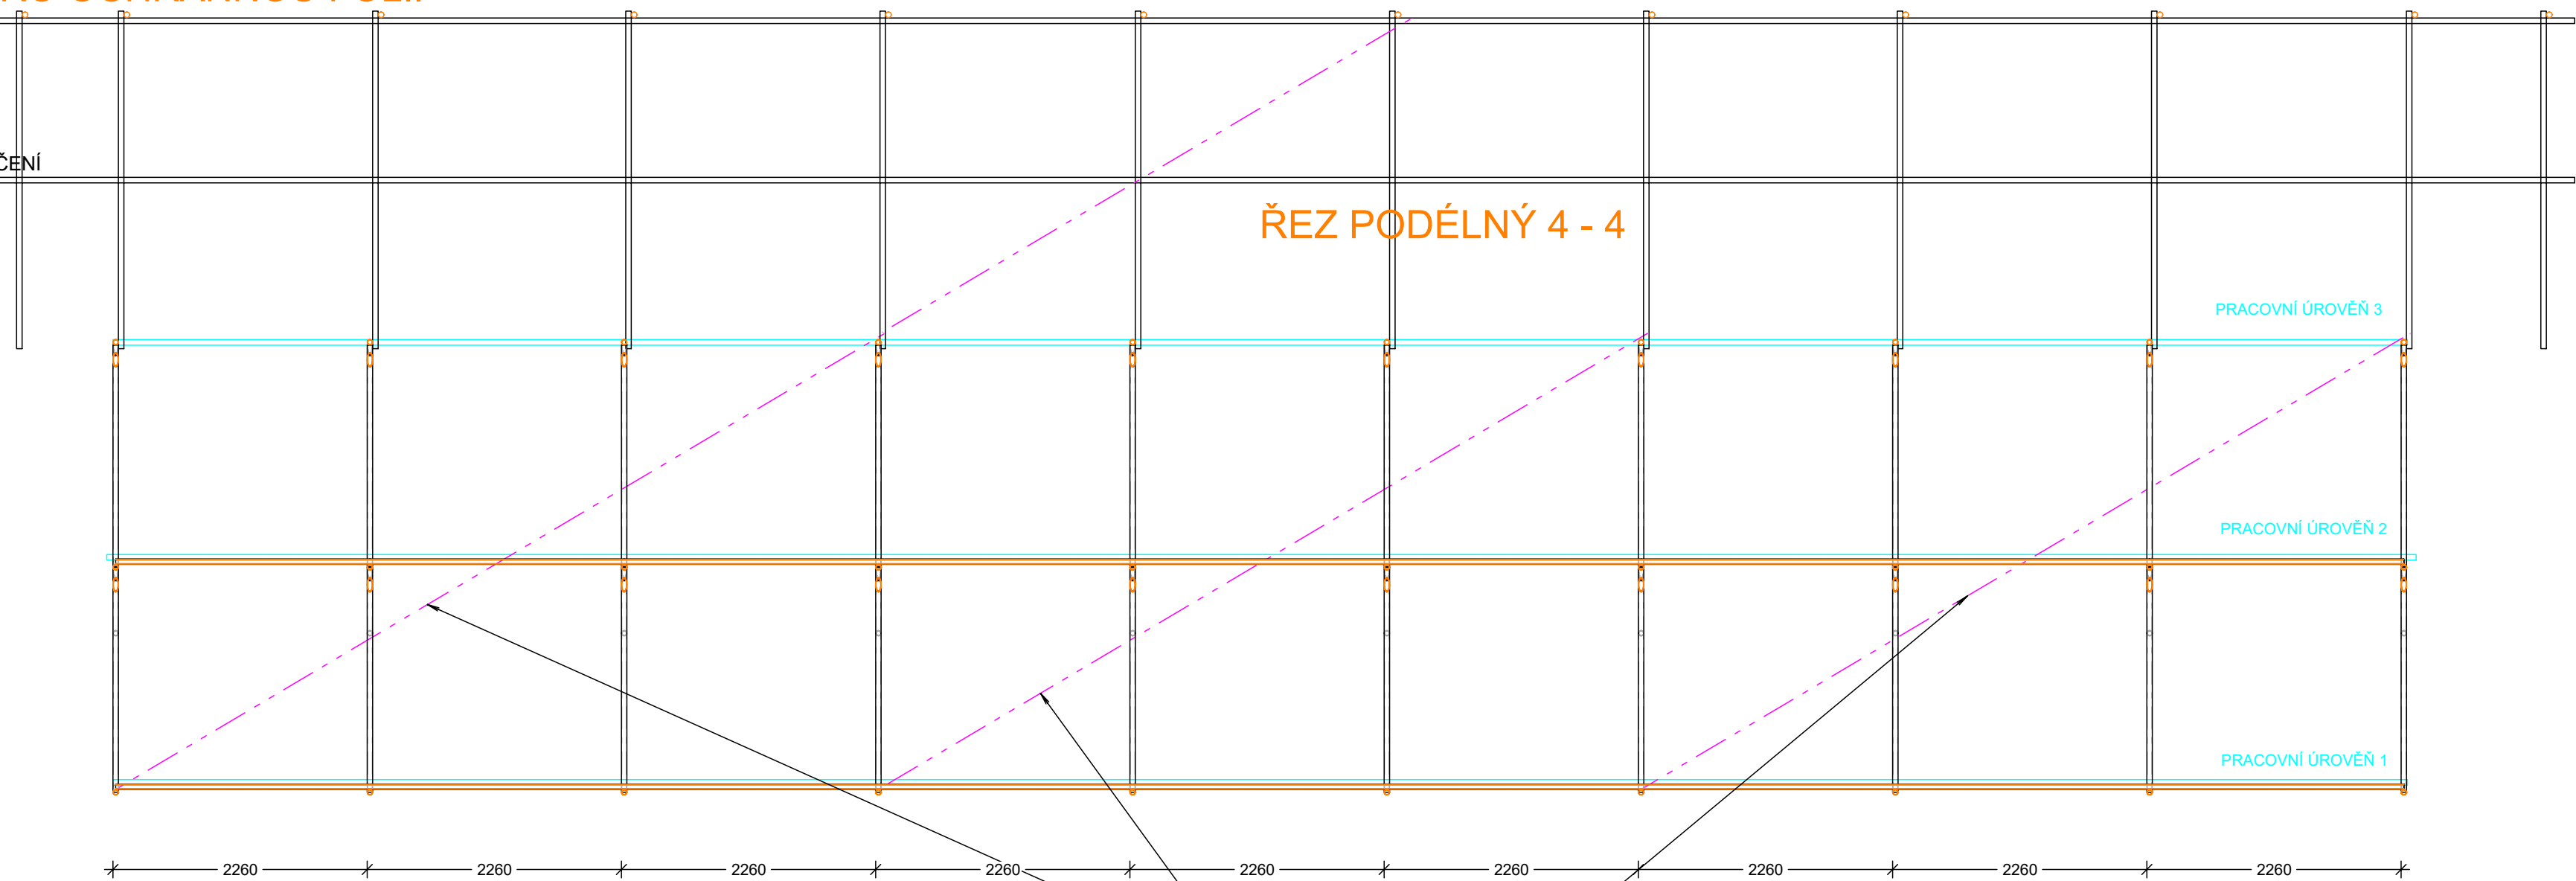 ČENÍ
ŘEZ PODÉLNÝ 4 - 4
PRACOVNÍ ÚROVĚŇ 3
PRACOVNÍ ÚROVĚŇ 2
PRACOVNÍ ÚROVĚŇ 1
2260 2260 2260 2260 2260 2260 2260 2260 2260